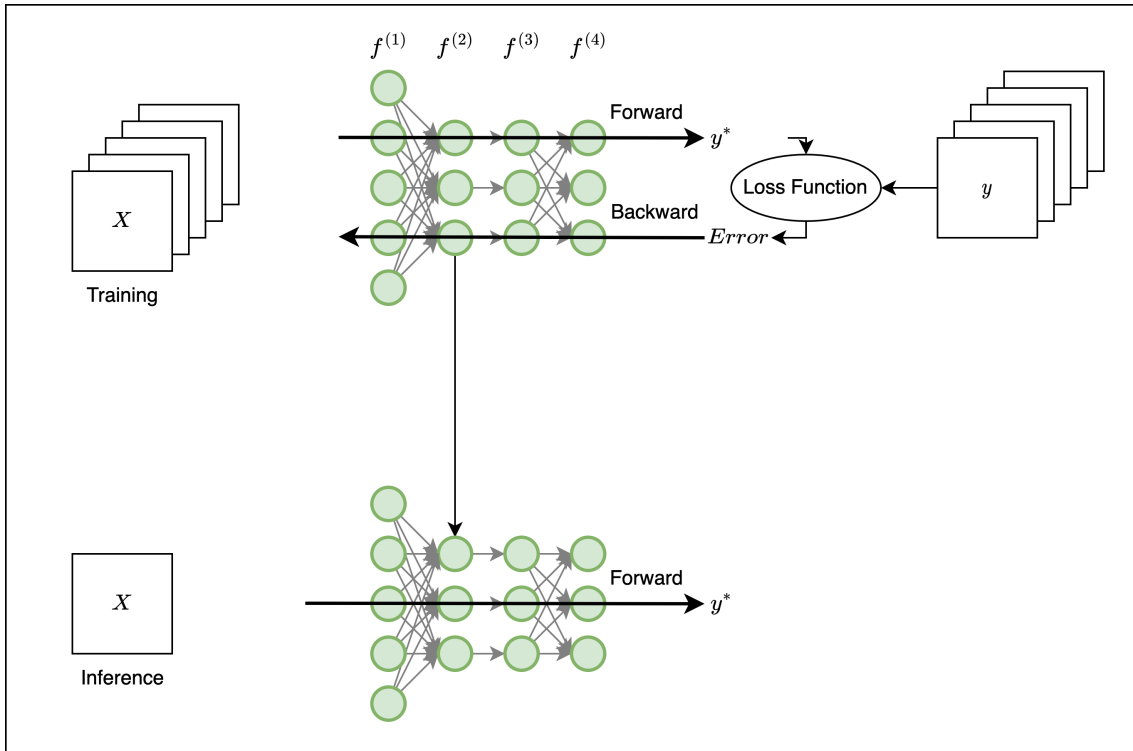 f^{(1)} f^{(2)} f^{(3)} f^{(4)}
Forward
y*
Loss Function
y
X
Backward
Error
Training
Forward
X
y*
Inference